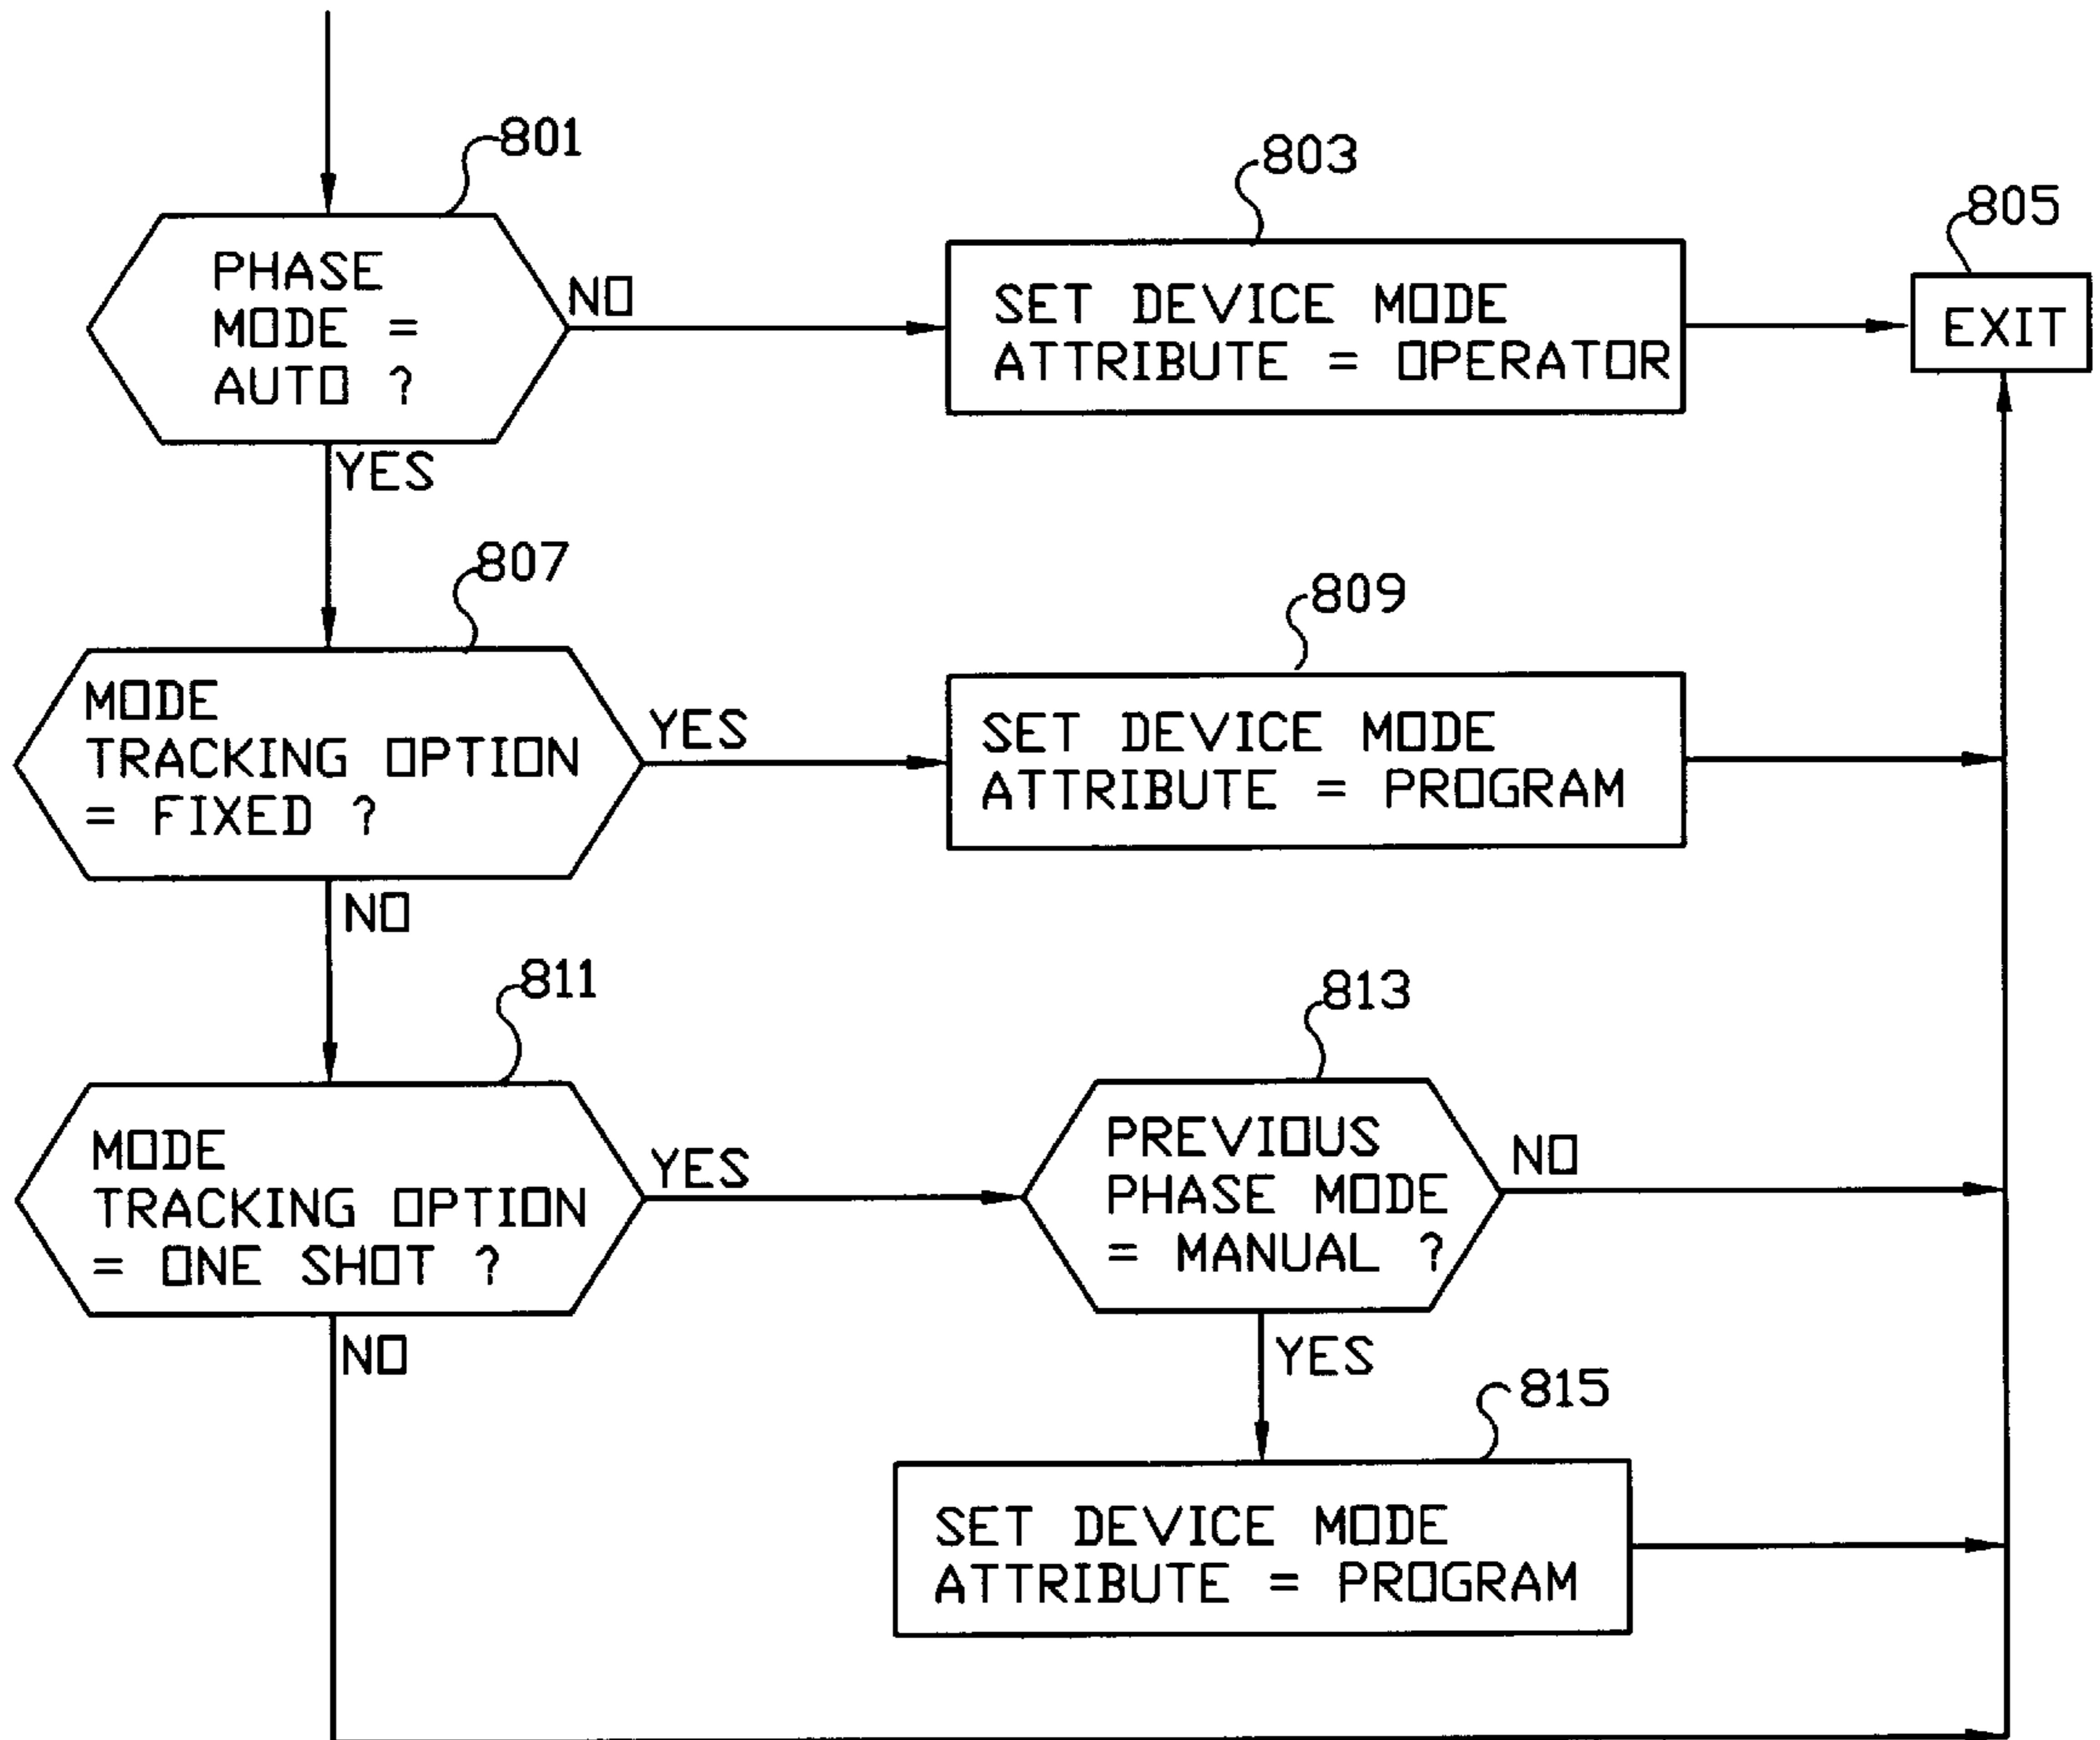 801
PHASE
MODE =
AUTO ?
NO
YES
803
SET DEVICE MODE
ATTRIBUTE = OPERATOR
805
EXIT
807
MODE
TRACKING OPTION
= FIXED ?
YES
NO
809
SET DEVICE MODE
ATTRIBUTE = PROGRAM
811
MODE
TRACKING OPTION
= ONE SHOT ?
YES
NO
813
PREVIOUS
PHASE MODE
= MANUAL ?
NO
YES
815
SET DEVICE MODE
ATTRIBUTE = PROGRAM